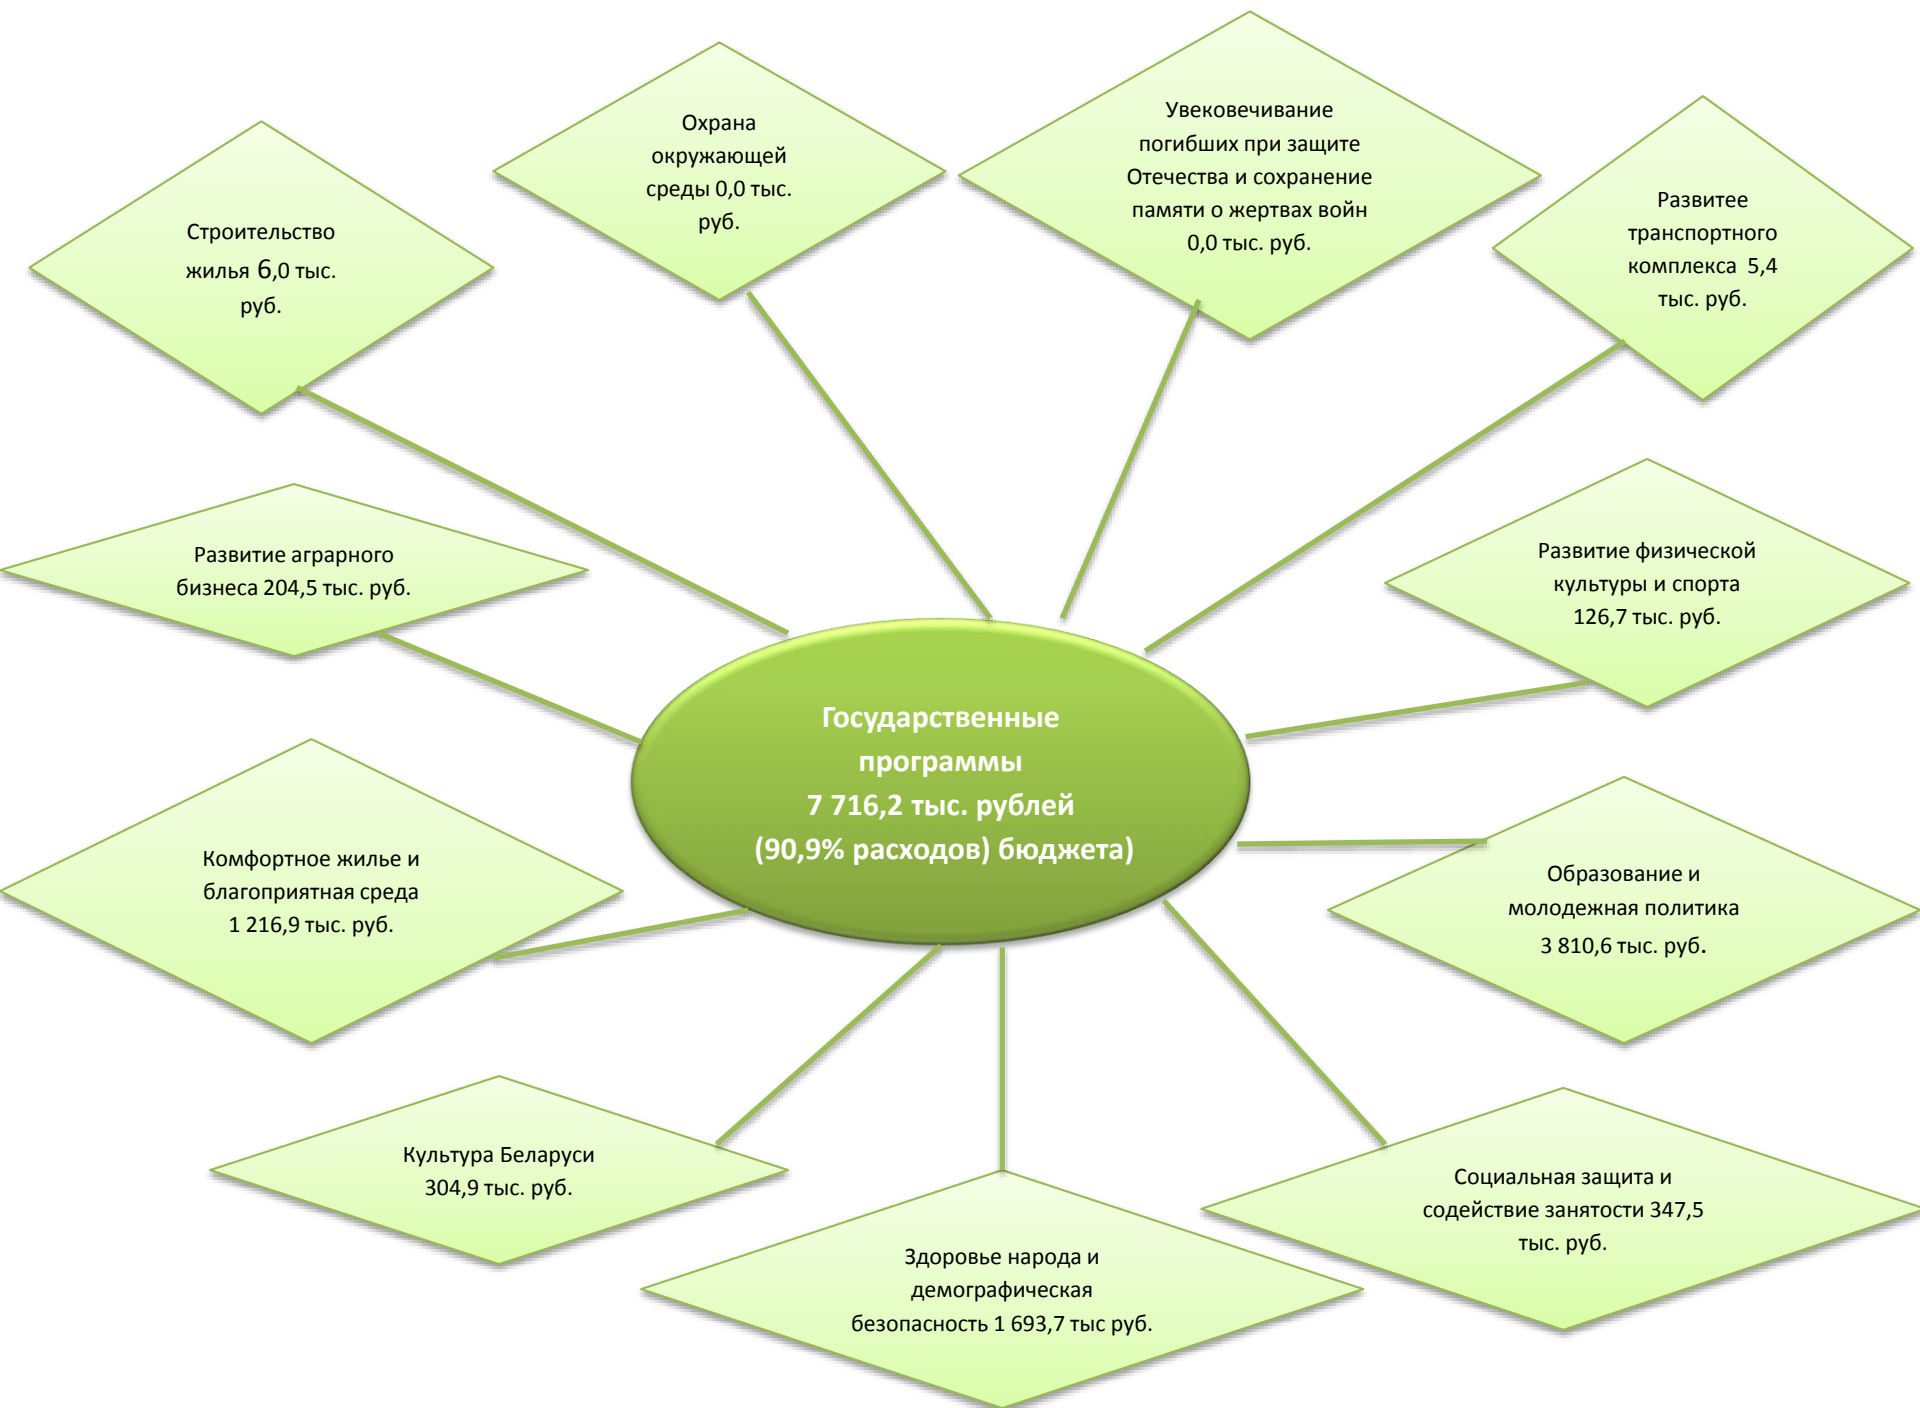 Строительство
жилья 6,0 тыс.
руб.
Охрана
окружающей
среды 0,0 тыс.
руб.
Увековечивание
погибших при защите
Отечества и сохранение
памяти о жертвах войн
0,0 тыс. руб.
Развитее
транспортного
комплекса 5,4
тыс. руб.
Развитие аграрного
бизнеса 204,5 тыс. руб.
Развитие физической
культуры и спорта
126,7 тыс. руб.
Государственные
программы
7 716,2 тыс. рублей
(90,9% расходов) бюджета)
Комфортное жилье и
благоприятная среда
1 216,9 тыс. руб.
Образование и
молодежная политика
3 810,6 тыс. руб.
Культура Беларуси
304,9 тыс. руб.
Здоровье народа и
демографическая
безопасность 1 693,7 тыс руб.
Социальная защита и
содействие занятости 347,5
тыс. руб.